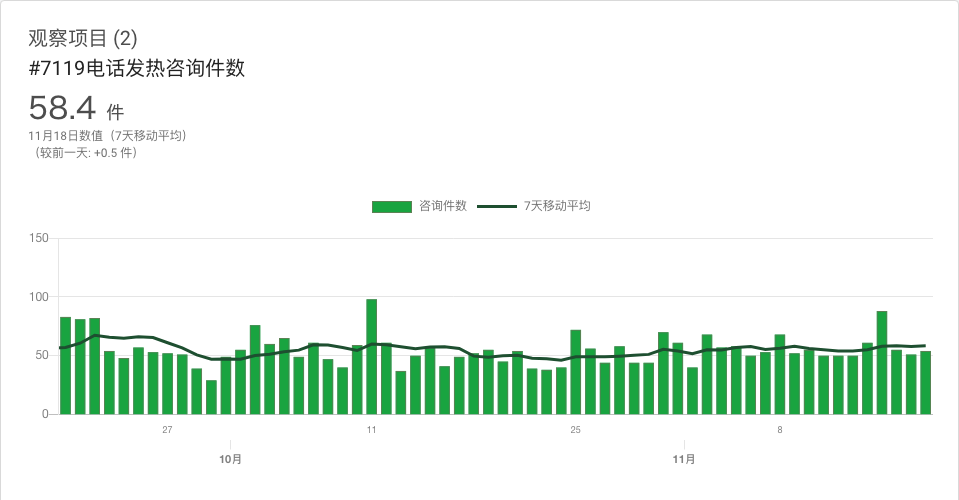 观察项目 (2)
#7119电话发热咨询件数
58.4 件
11月18日数值（7天移动平均）
（较前一天: +0.5 件）
咨询件数 7天移动平均
150
100
50
0
27 11 25 8
10月 11月